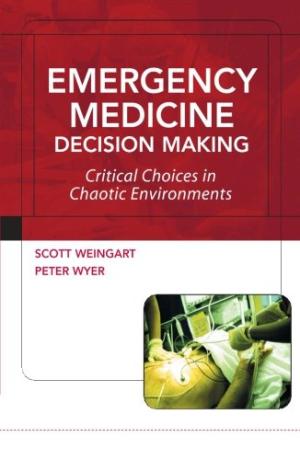 EMERGENCY
MEDICINE
DECISION MAKING
Critical Choices in
Chaotic Environments
SCOTT WEINGART
PETER WYER